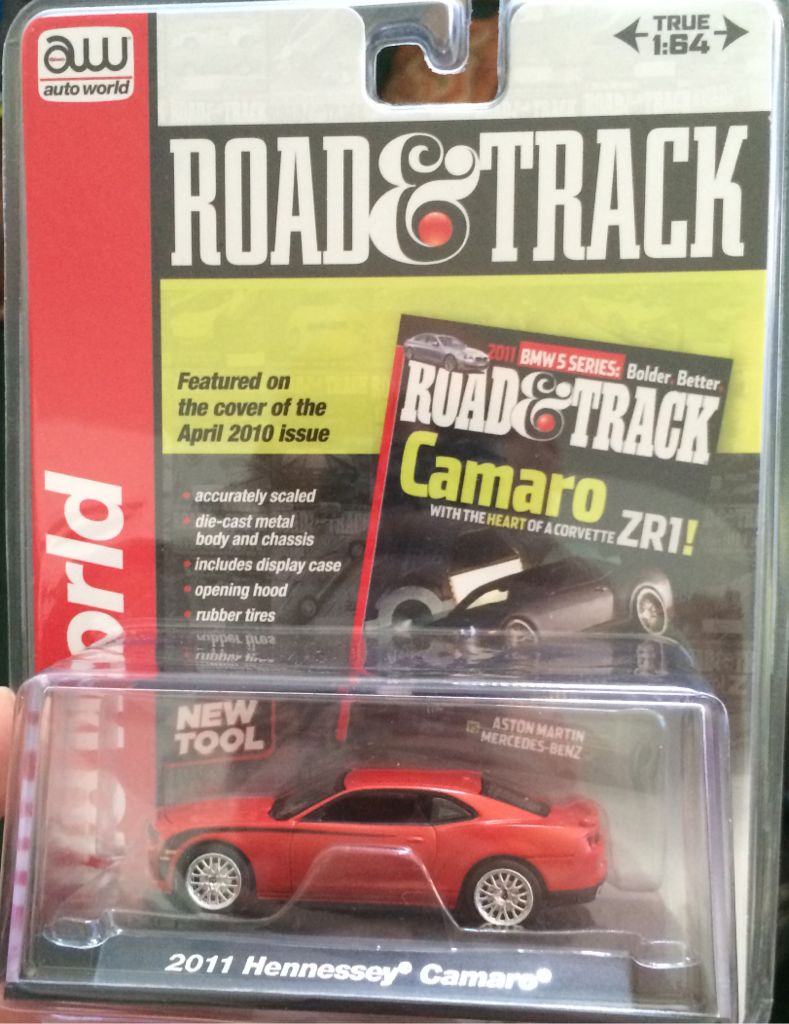 aw
auto world
TRUE
1:64
ROAD&TRACK
Featured on
the cover of the
April 2010 issue
• accurately scaled
• die-cast metal
body and chassis
• includes display case
• opening hood
• rubber tires
2011 BMW 5 SERIES: Bolder. Better.
ROAD&TRACK
Camaro
WITH THE HEART OF A CORVETTE ZR1!
NEW
TOOL
VS ASTON MARTIN
MERCEDES-BENZ
world
2011 Hennessey® Camaro®